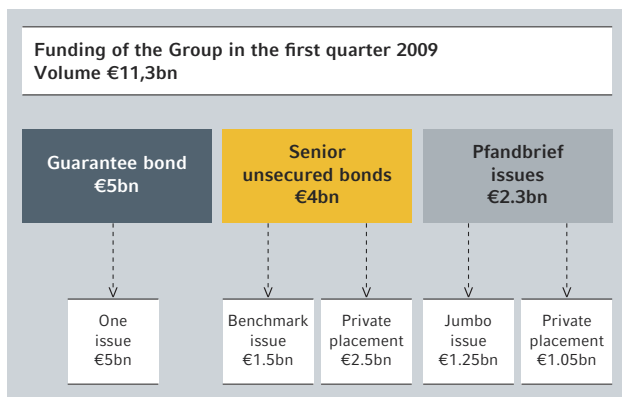 Funding of the Group in the first quarter 2009
Volume €11,3bn
Guarantee bond
€5bn
Senior
unsecured bonds
€4bn
Pfandbrief
issues
€2.3bn
One
issue
€5bn
Benchmark
issue
€1.5bn
Private
placement
€2.5bn
Jumbo
issue
€1.25bn
Private
placement
€1.05bn